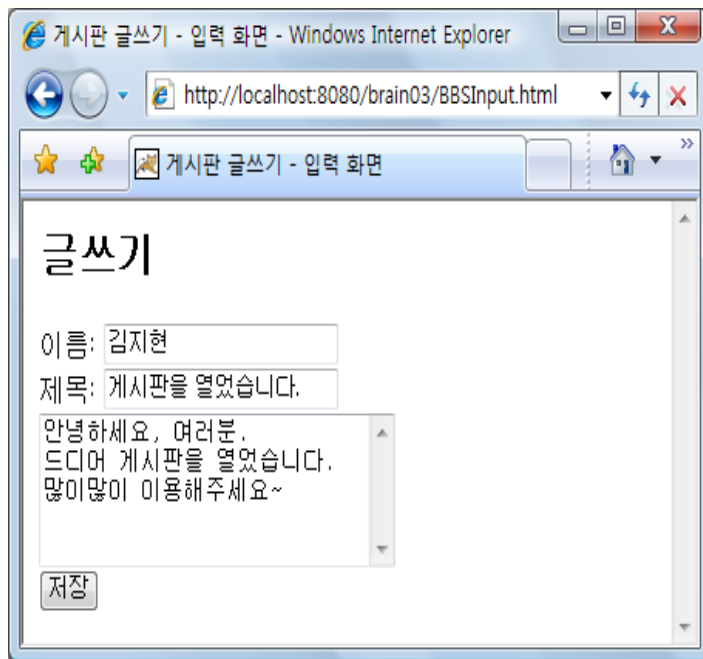 게시판 글쓰기 - 입력 화면 - Windows Internet Explorer
http://localhost:8080/brain03/BBSInput.html
게시판 글쓰기 - 입력 화면
글쓰기
이름: 김지현
제목: 게시판을 열었습니다.
안녕하세요, 여러분.
드디어 게시판을 열었습니다.
많이많이 이용해주세요~
저장